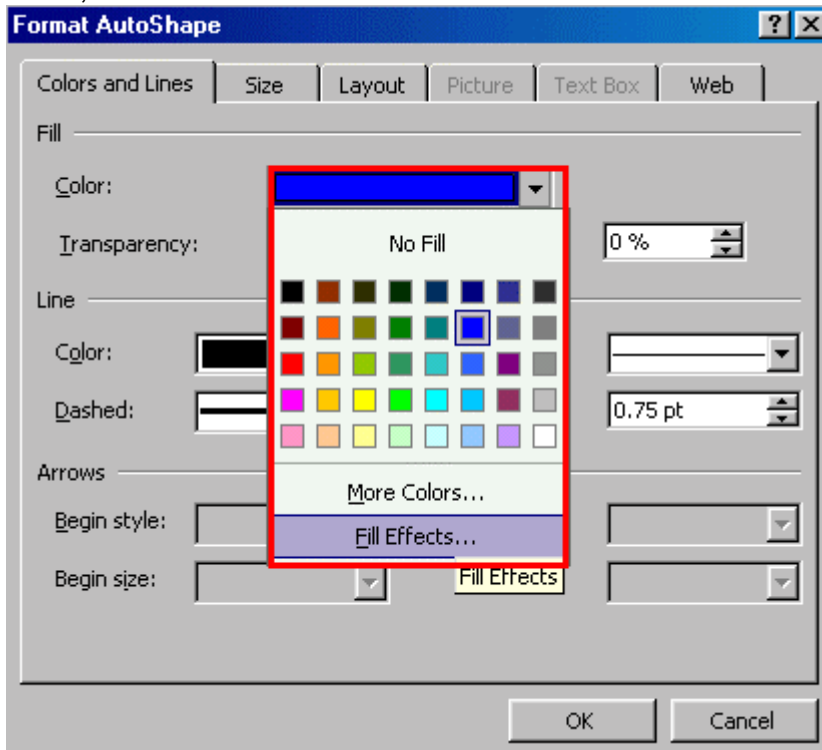 Format AutoShape
Colors and Lines Size Layout Picture Text Box Web
Fill
Color:
Transparency: No Fill 0 %
Line
Color:
Dashed: 0.75 pt
Arrows
More Colors...
Begin style: Fill Effects...
Begin size: Fill Effects
OK Cancel